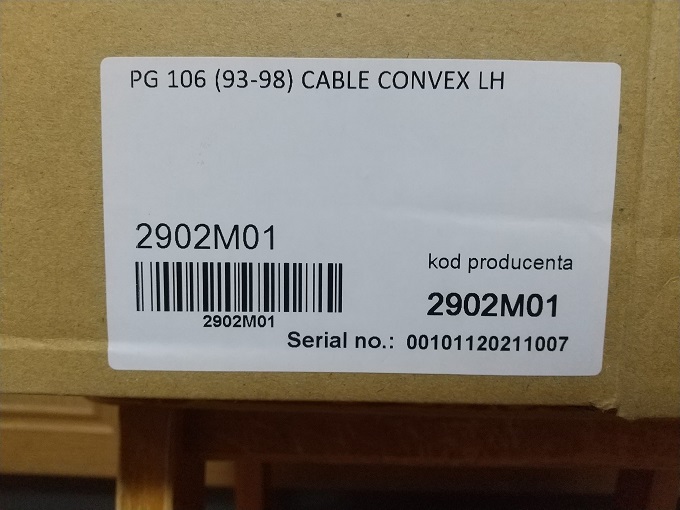 PG 106 (93-98) CABLE CONVEX LH
2902M01
kod producenta
2902M01
2902M01
Serial no.: 00101120211007